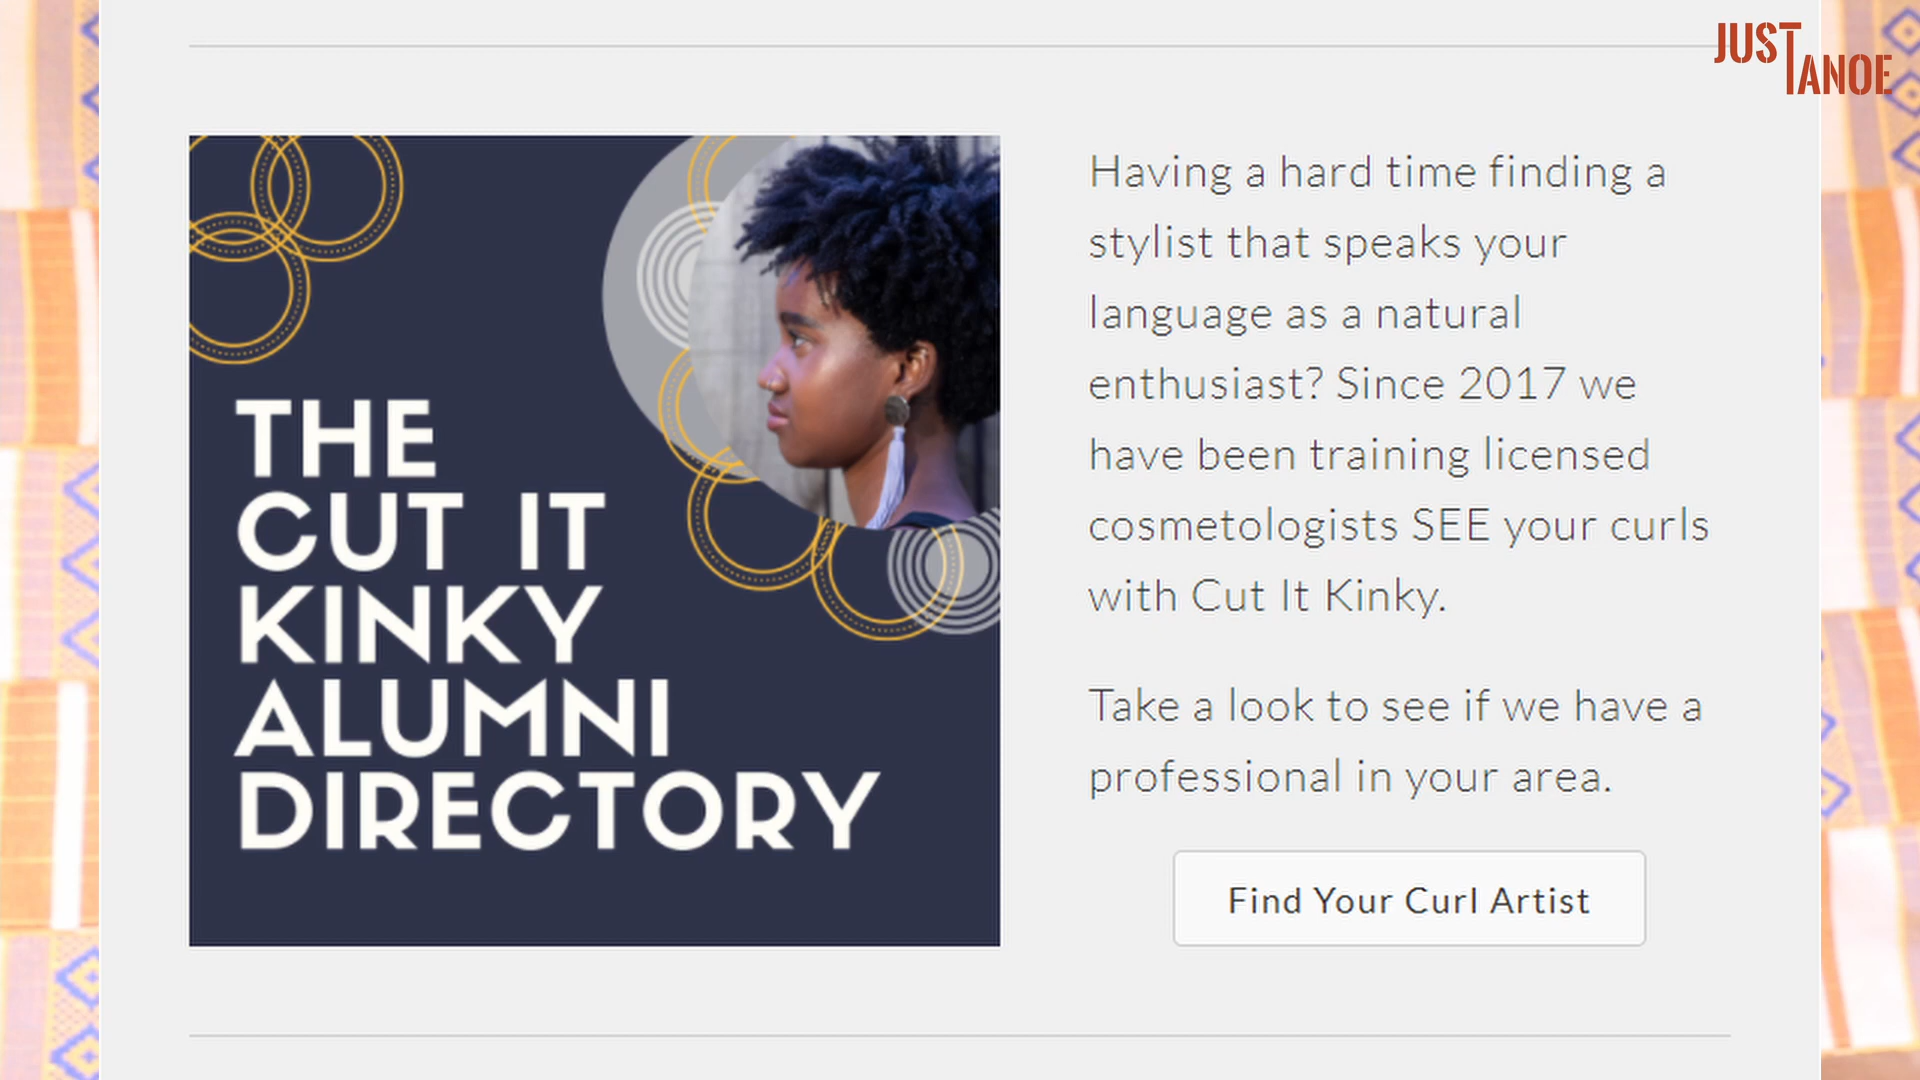 JUST
TANOE
THE
CUT IT
KINKY
ALUMNI
DIRECTORY
Having a hard time finding a
stylist that speaks your
language as a natural
enthusiast? Since 2017 we
have been training licensed
cosmetologists SEE your curls
with Cut It Kinky.
Take a look to see if we have a
professional in your area.
Find Your Curl Artist